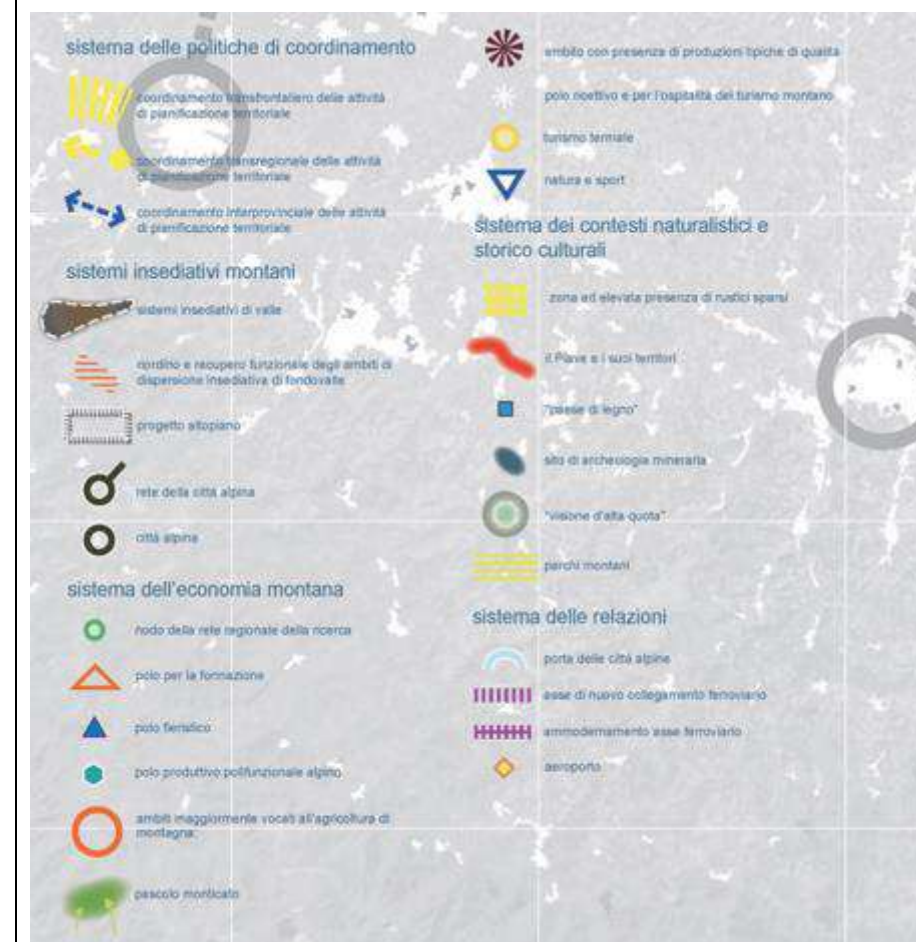 sistema delle politiche di coordinamento
coordinamento transfrontaliero delle attività
di pianificazione territoriale
coordinamento transregionale delle attività
di pianificazione territoriale
coordinamento interprovinciale delle attività
di pianificazione territoriale
sistemi insediativi montani
sistemi insediativi di valle
riordino e recupero funzionale degli ambiti di
dispersione insediativa di fondovalle
progetto altopiano
rete della città alpina
città alpina
sistema dell'economia montana
nodo della rete regionale della ricerca
polo per la formazione
polo fieristico
polo produttivo polifunzionale alpino
ambiti maggiormente vocati all'agricoltura di
montagna:
pascolo monticato
ambito con presenza di produzioni tipiche di qualità
polo ricettivo e per l'ospitalità del turismo montano
turismo termale
natura e sport
sistema dei contesti naturalistici e
storico culturali
zona ad elevata presenza di rustici sparsi
il Piave e i suoi territori
"paese di legno"
sito di archeologia mineraria
"visione d'alta quota"
parchi montani
sistema delle relazioni
porta delle città alpine
asse di nuovo collegamento ferroviario
ammodernamento asse ferroviario
aeroporto